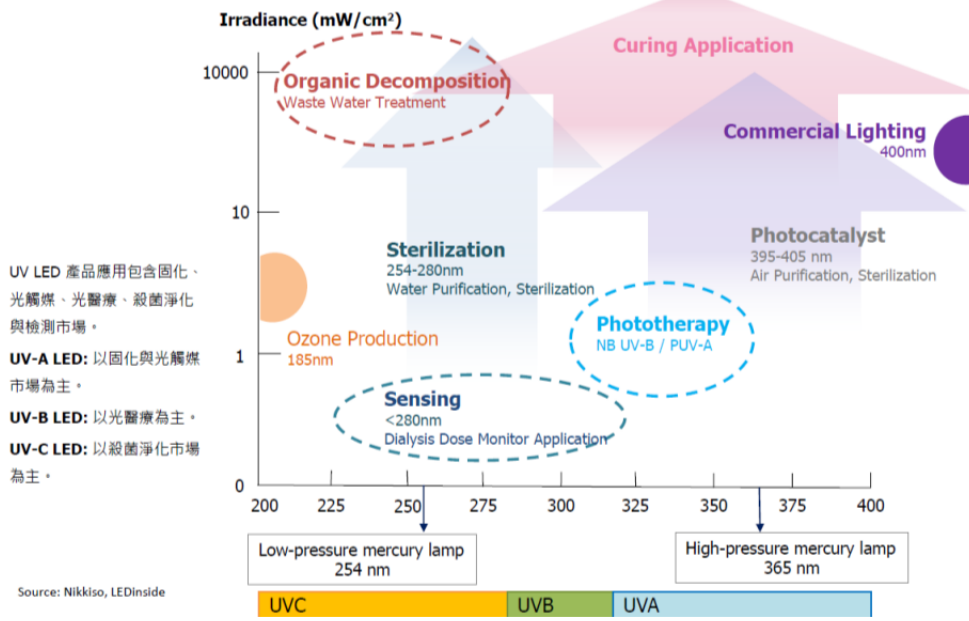 Irradiance (mW/cm²)
10000
10
1
0
Curing Application
Organic Decomposition
Waste Water Treatment
Commercial Lighting
400nm
Sterilization
254-280nm
Water Purification, Sterilization
Photocatalyst
395-405 nm
Air Purification, Sterilization
Ozone Production
185nm
Phototherapy
NB UV-B / PUV-A
Sensing
<280nm
Dialysis Dose Monitor Application
UV LED 產品應用包含固化、
光觸媒、光醫療、殺菌淨化
與檢測市場。
UV-A LED: 以固化與光觸媒
市場為主。
UV-B LED: 以光醫療為主。
UV-C LED: 以殺菌淨化市場
為主。
200 225 250 275 300 325 350 375 400
Low-pressure mercury lamp
254 nm
High-pressure mercury lamp
365 nm
Source: Nikkiso, LEDinside
UVC UVB UVA